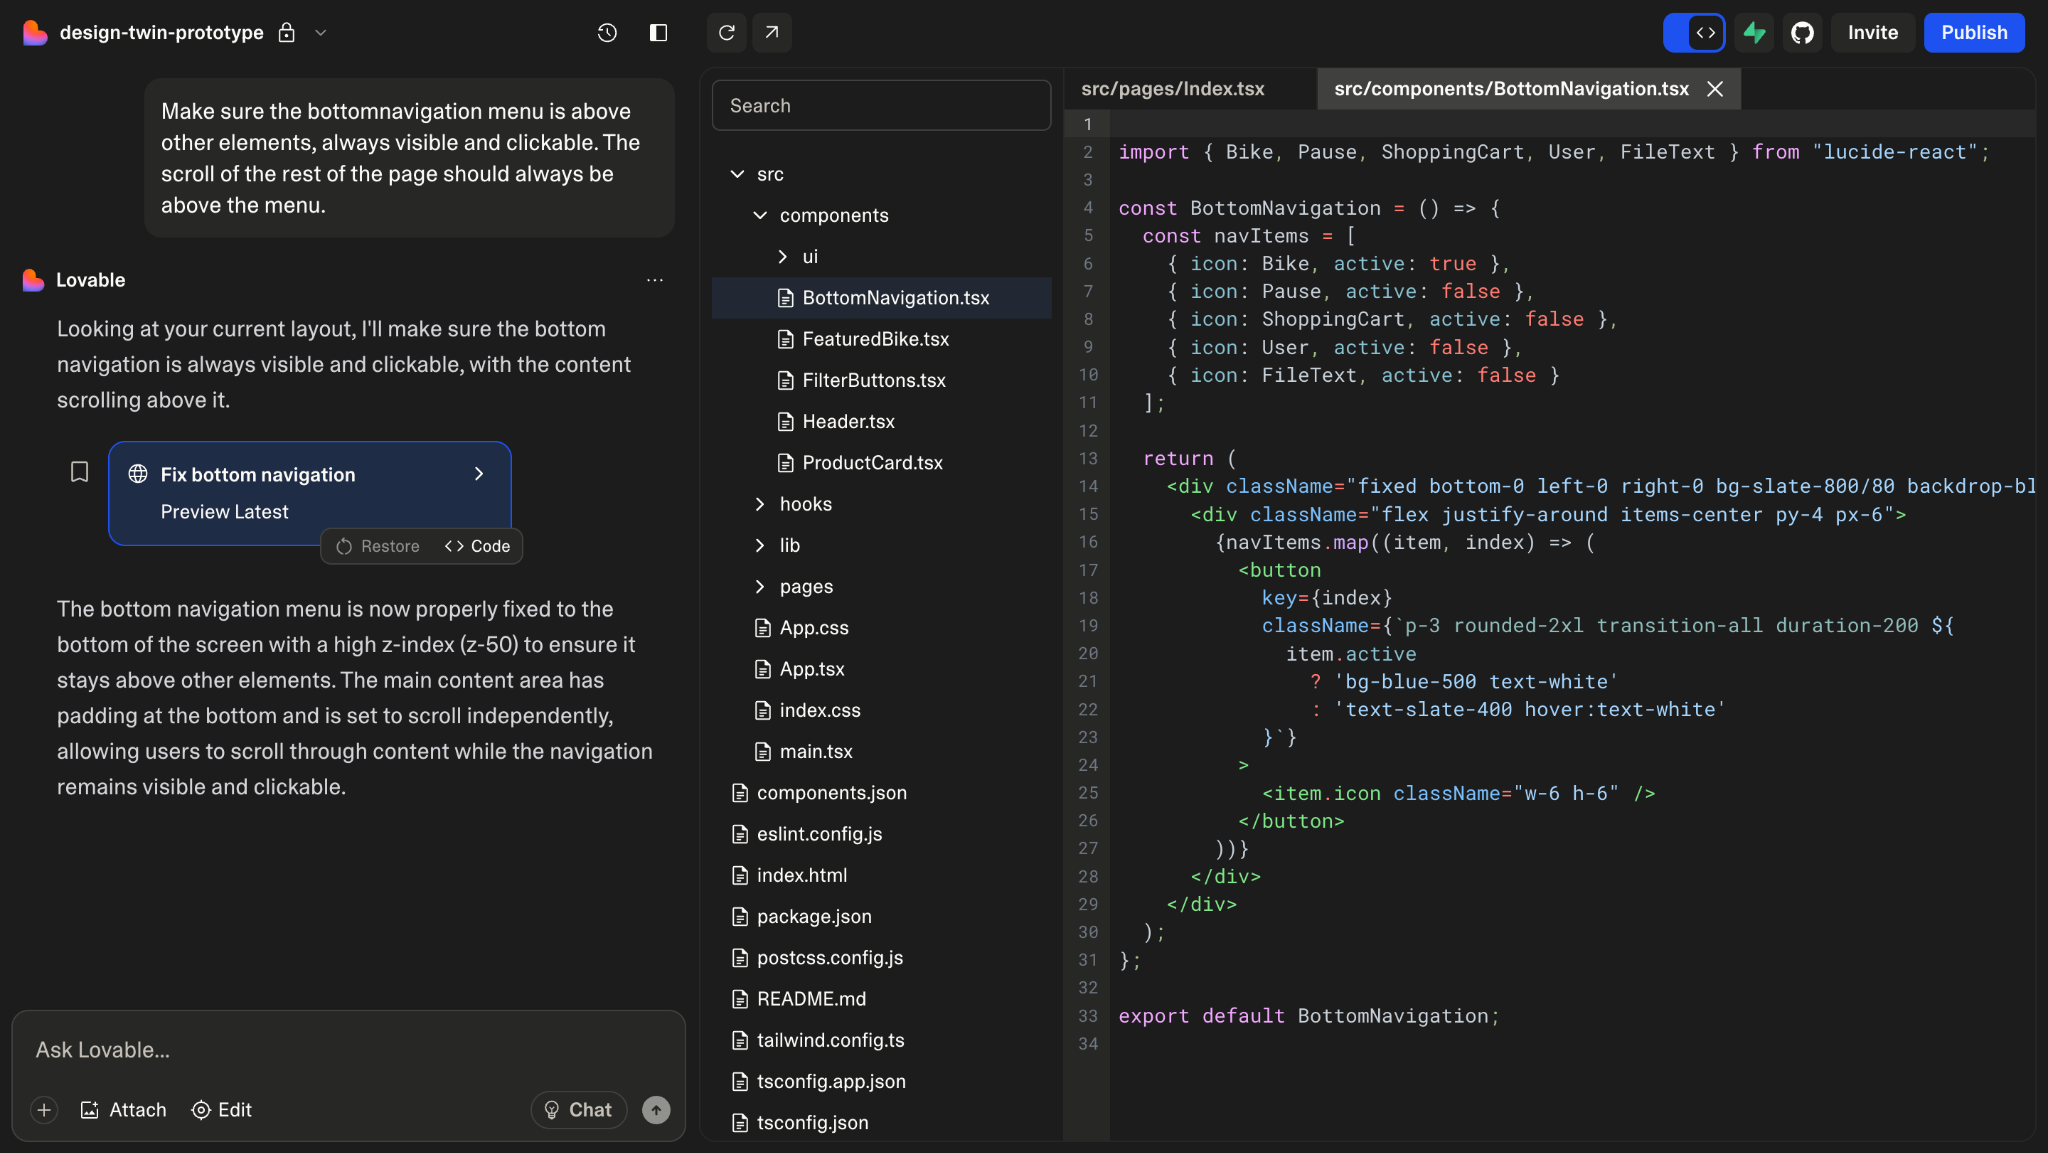 design-twin-prototype
Invite
Publish
Make sure the bottomnavigation menu is above
other elements, always visible and clickable. The
scroll of the rest of the page should always be
above the menu.
Lovable
Looking at your current layout, I'll make sure the bottom
navigation is always visible and clickable, with the content
scrolling above it.
Fix bottom navigation
Preview Latest
Restore
<> Code
The bottom navigation menu is now properly fixed to the
bottom of the screen with a high z-index (z-50) to ensure it
stays above other elements. The main content area has
padding at the bottom and is set to scroll independently,
allowing users to scroll through content while the navigation
remains visible and clickable.
Ask Lovable...
Attach
Edit
Chat
Search
src
components
ui
BottomNavigation.tsx
FeaturedBike.tsx
FilterButtons.tsx
Header.tsx
ProductCard.tsx
hooks
lib
pages
App.css
App.tsx
index.css
main.tsx
components.json
eslint.config.js
index.html
package.json
postcss.config.js
README.md
tailwind.config.ts
tsconfig.app.json
tsconfig.json
src/pages/Index.tsx
src/components/BottomNavigation.tsx
1
2 import { Bike, Pause, ShoppingCart, User, FileText } from "lucide-react";
3
4 const BottomNavigation = () => {
5   const navItems = [
6     { icon: Bike, active: true },
7     { icon: Pause, active: false },
8     { icon: ShoppingCart, active: false },
9     { icon: User, active: false },
10     { icon: FileText, active: false }
11   ];
12
13   return (
14     <div className="fixed bottom-0 left-0 right-0 bg-slate-800/80 backdrop-bl
15       <div className="flex justify-around items-center py-4 px-6">
16         {navItems.map((item, index) => (
17           <button
18             key={index}
19             className={`p-3 rounded-2xl transition-all duration-200 ${
20               item.active
21                 ? 'bg-blue-500 text-white'
22                 : 'text-slate-400 hover:text-white'
23             }`}
24           >
25             <item.icon className="w-6 h-6" />
26           </button>
27         ))}
28       </div>
29     </div>
30   );
31 };
32
33 export default BottomNavigation;
34